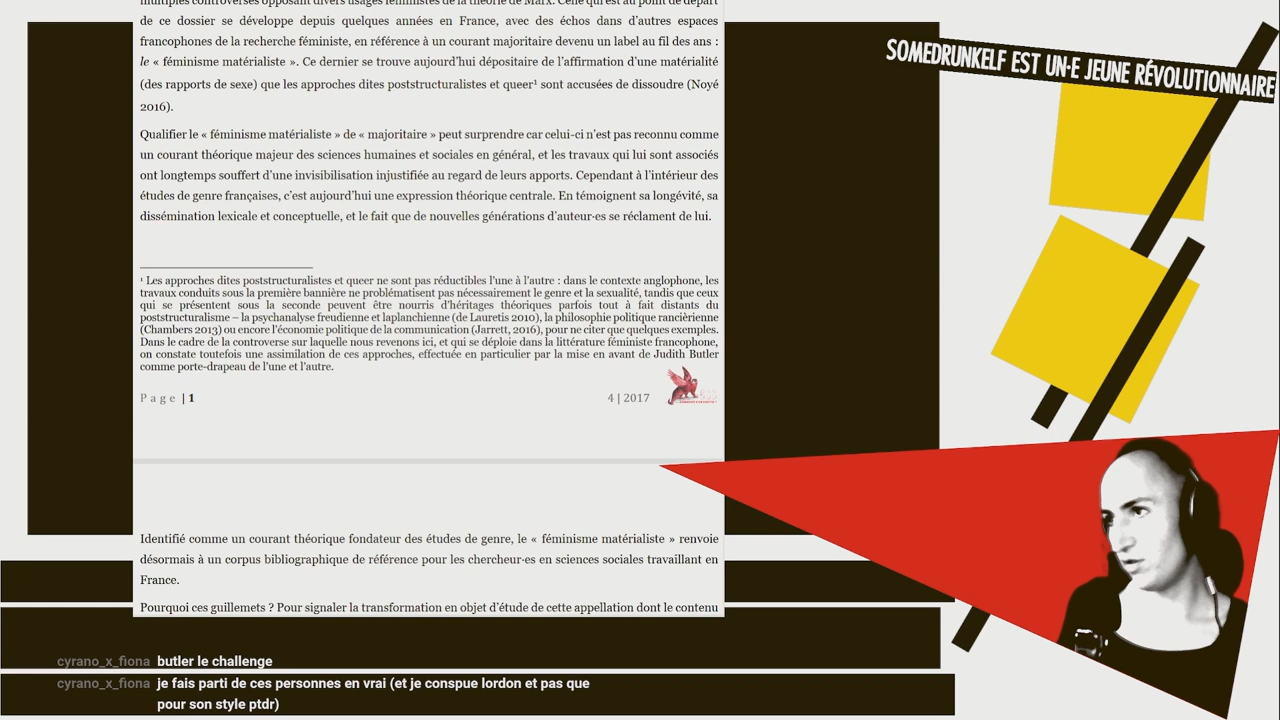 multiples controverses opposant divers usages féministes de la théorie de Marx. Celle qui est au point de départ
de ce dossier se développe depuis quelques années en France, avec des échos dans d'autres espaces
francophones de la recherche féministe, en référence à un courant majoritaire devenu un label au fil des ans :
le « féminisme matérialiste ». Ce dernier se trouve aujourd'hui dépositaire de l'affirmation d'une matérialité
(des rapports de sexe) que les approches dites poststructuralistes et queer¹ sont accusées de dissoudre (Noyé
2016).
Qualifier le « féminisme matérialiste » de « majoritaire » peut surprendre car celui-ci n'est pas reconnu comme
un courant théorique majeur des sciences humaines et sociales en général, et les travaux qui lui sont associés
ont longtemps souffert d'une invisibilisation injustifiée au regard de leurs apports. Cependant à l'intérieur des
études de genre françaises, c'est aujourd'hui une expression théorique centrale. En témoignent sa longévité, sa
dissémination lexicale et conceptuelle, et le fait que de nouvelles générations d'auteur·es se réclament de lui.
¹ Les approches dites poststructuralistes et queer ne sont pas réductibles l'une à l'autre : dans le contexte anglophone, les
travaux conduits sous la première bannière ne problématisent pas nécessairement le genre et la sexualité, tandis que ceux
qui se présentent sous la seconde peuvent être nourris d'héritages théoriques parfois tout à fait distants du
poststructuralisme – la psychanalyse freudienne et laplanchienne (de Lauretis 2010), la philosophie politique rancièrienne
(Chambers 2013) ou encore l'économie politique de la communication (Jarrett, 2016), pour ne citer que quelques exemples.
Dans le cadre de la controverse sur laquelle nous revenons ici, et qui se déploie dans la littérature féministe francophone,
on constate toutefois une assimilation de ces approches, effectuée en particulier par la mise en avant de Judith Butler
comme porte-drapeau de l'une et l'autre.
Page | 1
4 | 2017
Identifié comme un courant théorique fondateur des études de genre, le « féminisme matérialiste » renvoie
désormais à un corpus bibliographique de référence pour les chercheur·es en sciences sociales travaillant en
France.
Pourquoi ces guillemets ? Pour signaler la transformation en objet d'étude de cette appellation dont le contenu
SOMEDRUNKELF EST UN·E JEUNE RÉVOLUTIONNAIRE
cyrano_x_fiona butler le challenge
cyrano_x_fiona je fais parti de ces personnes en vrai (et je conspue lordon et pas que
pour son style ptdr)